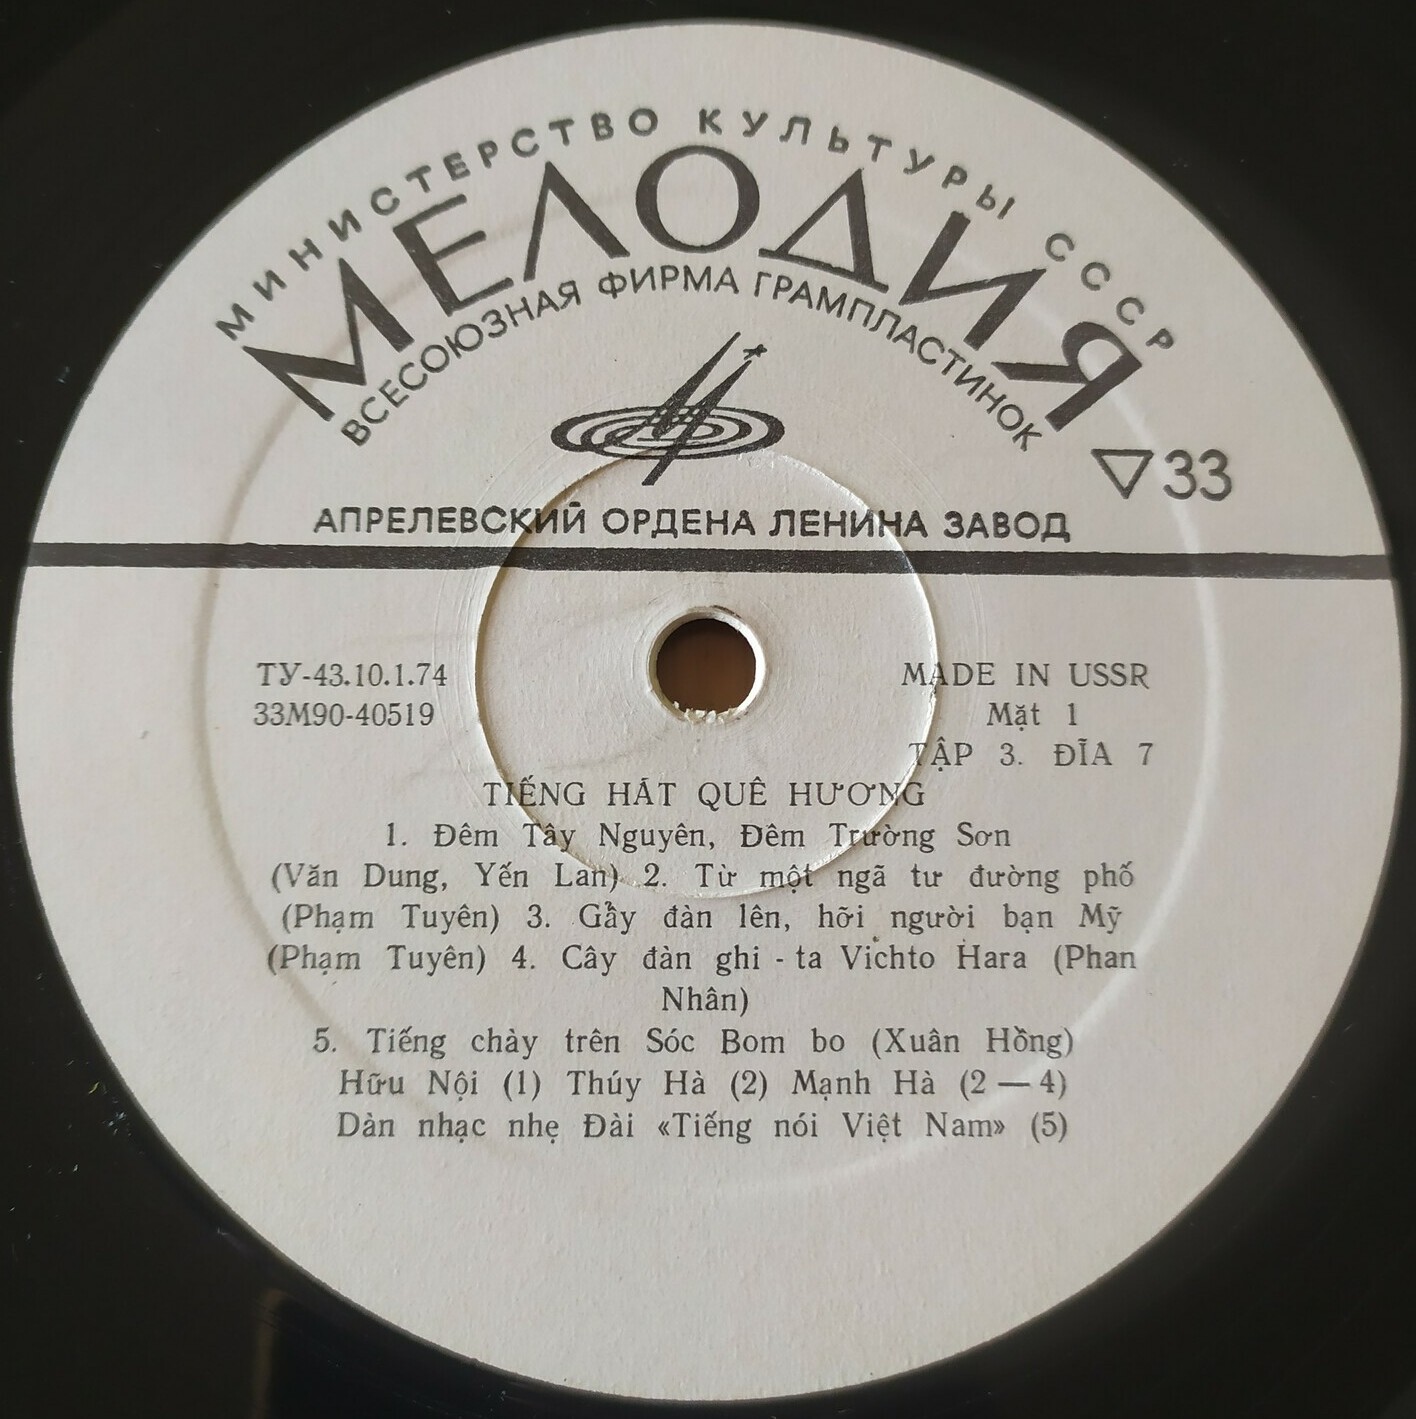 МИНИСТЕРСТВО КУЛЬТУРЫ СССР
МЕЛОДИЯ
ВСЕСОЮЗНАЯ ФИРМА ГРАМПЛАСТИНОК
▽33
АПРЕЛЕВСКИЙ ОРДЕНА ЛЕНИНА ЗАВОД
ТУ-43.10.1.74
33М90-40519
MADE IN USSR
Mặt 1
TẬP 3. ĐĨA 7
TIẾNG HÁT QUÊ HƯƠNG
1. Đêm Tây Nguyên, Đêm Trường Sơn
(Văn Dung, Yến Lan) 2. Từ một ngã tư đường phố
(Phạm Tuyên) 3. Gẩy đàn lên, hỡi người bạn Mỹ
(Phạm Tuyên) 4. Cây đàn ghi - ta Vichto Hara (Phan
Nhân)
5. Tiếng chày trên Sóc Bom bo (Xuân Hồng)
Hữu Nội (1) Thúy Hà (2) Mạnh Hà (2 — 4)
Dàn nhạc nhẹ Đài «Tiếng nói Việt Nam» (5)